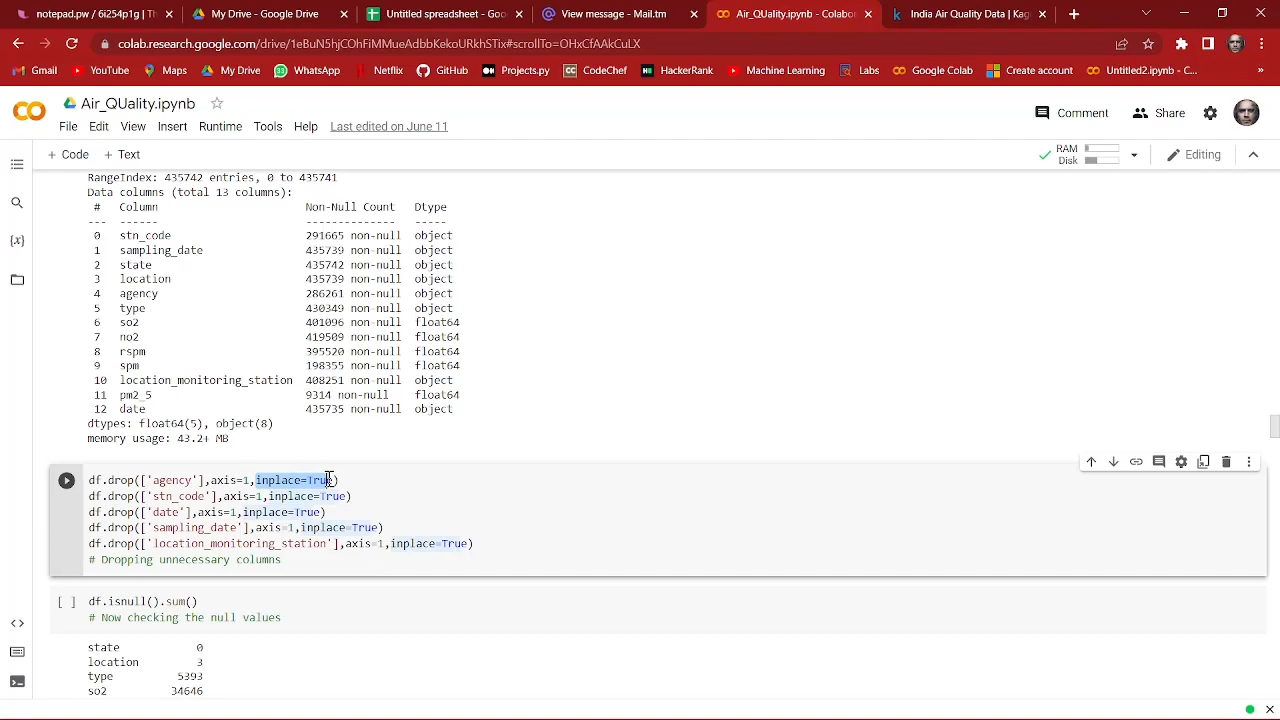 notepad.pw / 6i254p1g | Th
My Drive - Google Drive
Untitled spreadsheet - Goo
View message - Mail.tm
Air_QUality.ipynb - Colabor
India Air Quality Data | Kag
colab.research.google.com/drive/1eBuN5hjCOhFiMMueAdbbKekoURkhSTix#scrollTo=OHxCfAAkCuLX
Gmail YouTube Maps My Drive WhatsApp Netflix GitHub Projects.py CodeChef HackerRank Machine Learning Labs Google Colab Create account Untitled2.ipynb - C... »
Air_QUality.ipynb
Comment Share
File Edit View Insert Runtime Tools Help Last edited on June 11
+ Code + Text
RAM
Disk
Editing
RangeIndex: 435742 entries, 0 to 435741
Data columns (total 13 columns):
# Column Non-Null Count Dtype
--- ------ -------------- -----
0 stn_code 291665 non-null object
1 sampling_date 435739 non-null object
2 state 435742 non-null object
3 location 435739 non-null object
4 agency 286261 non-null object
5 type 430349 non-null object
6 so2 401096 non-null float64
7 no2 419509 non-null float64
8 rspm 395520 non-null float64
9 spm 198355 non-null float64
10 location_monitoring_station 408251 non-null object
11 pm2_5 9314 non-null float64
12 date 435735 non-null object
dtypes: float64(5), object(8)
memory usage: 43.2+ MB
df.drop(['agency'],axis=1,inplace=True)
df.drop(['stn_code'],axis=1,inplace=True)
df.drop(['date'],axis=1,inplace=True)
df.drop(['sampling_date'],axis=1,inplace=True)
df.drop(['location_monitoring_station'],axis=1,inplace=True)
# Dropping unnecessary columns
[ ] df.isnull().sum()
# Now checking the null values
state 0
location 3
type 5393
so2 34646